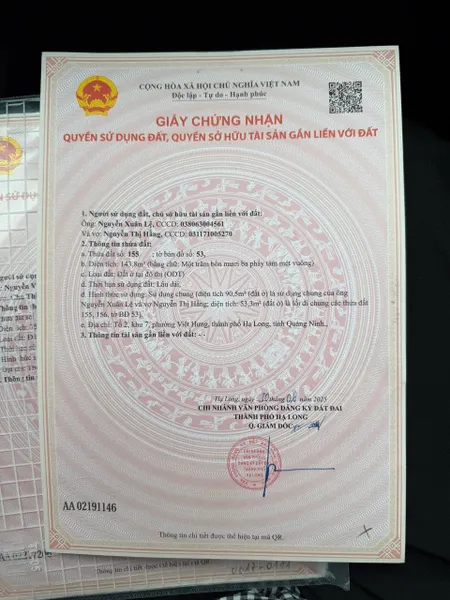 CỘNG HÒA XÃ HỘI CHỦ NGHĨA VIỆT NAM
Độc lập - Tự do - Hạnh phúc
GIẤY CHỨNG NHẬN
QUYỀN SỬ DỤNG ĐẤT, QUYỀN SỞ HỮU TÀI SẢN GẮN LIỀN VỚI ĐẤT
1. Người sử dụng đất, chủ sở hữu tài sản gắn liền với đất:
Ông: Nguyễn Xuân Lệ, CCCD: 038063004561
Và vợ: Nguyễn Thị Hằng, CCCD: 031171005270
2. Thông tin thửa đất:
a. Thửa đất số: 155. tờ bản đồ số: 53,
b. Diện tích: 143,8m² (bằng chữ: Một trăm bốn mươi ba phẩy tám mét vuông)
c. Loại đất: Đất ở tại đô thị (ODT)
d. Thời hạn sử dụng đất: Lâu dài;
đ. Hình thức sử dụng: Sử dụng chung (diện tích 90,5m² (đất ở) là sử dụng chung của ông
Nguyễn Xuân Lệ và vợ Nguyễn Thị Hằng; diện tích: 53,3m² (đất ở) là lối đi chung các thửa đất
155, 156, tờ BĐ 53).
e. Địa chỉ: Tổ 2, khu 7, phường Việt Hưng, thành phố Hạ Long, tỉnh Quảng Ninh.,
3. Thông tin tài sản gắn liền với đất: - -
Hạ Long, ngày tháng năm 2025
CHI NHÁNH VĂN PHÒNG ĐĂNG KÝ ĐẤT ĐAI
THÀNH PHỐ HẠ LONG
Q. GIÁM ĐỐC
AA 02191146
Thông tin chi tiết được thể hiện tại mã QR.